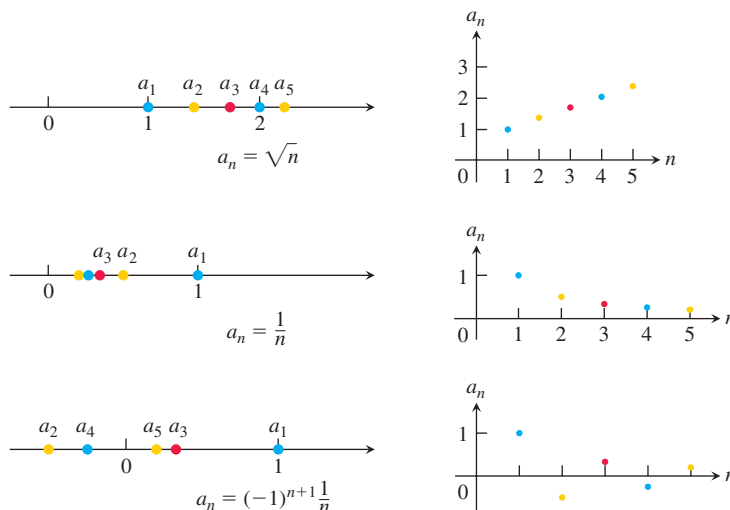 a₁ a₂ a₃ a₄ a₅
0 1 2
aₙ = √n
aₙ
3
2
1
0
1 2 3 4 5
n
a₃ a₂ a₁
0 1
aₙ = 1/n
aₙ
1
0
1 2 3 4 5
n
a₂ a₄ a₅ a₃ a₁
0 1
aₙ = (−1)ⁿ⁺¹ 1/n
aₙ
1
0
n